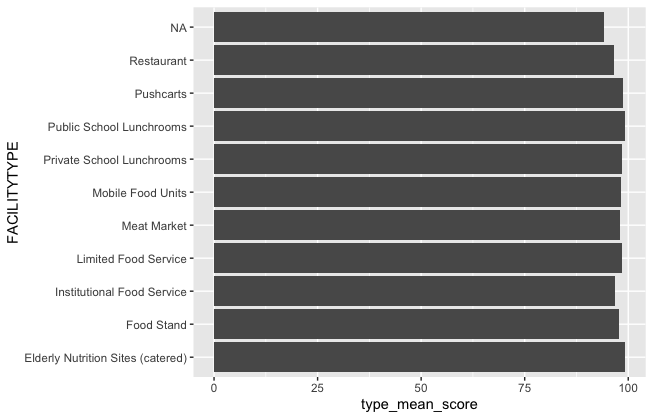 FACILITYTYPE
NA
Restaurant
Pushcarts
Public School Lunchrooms
Private School Lunchrooms
Mobile Food Units
Meat Market
Limited Food Service
Institutional Food Service
Food Stand
Elderly Nutrition Sites (catered)
0 25 50 75 100
type_mean_score